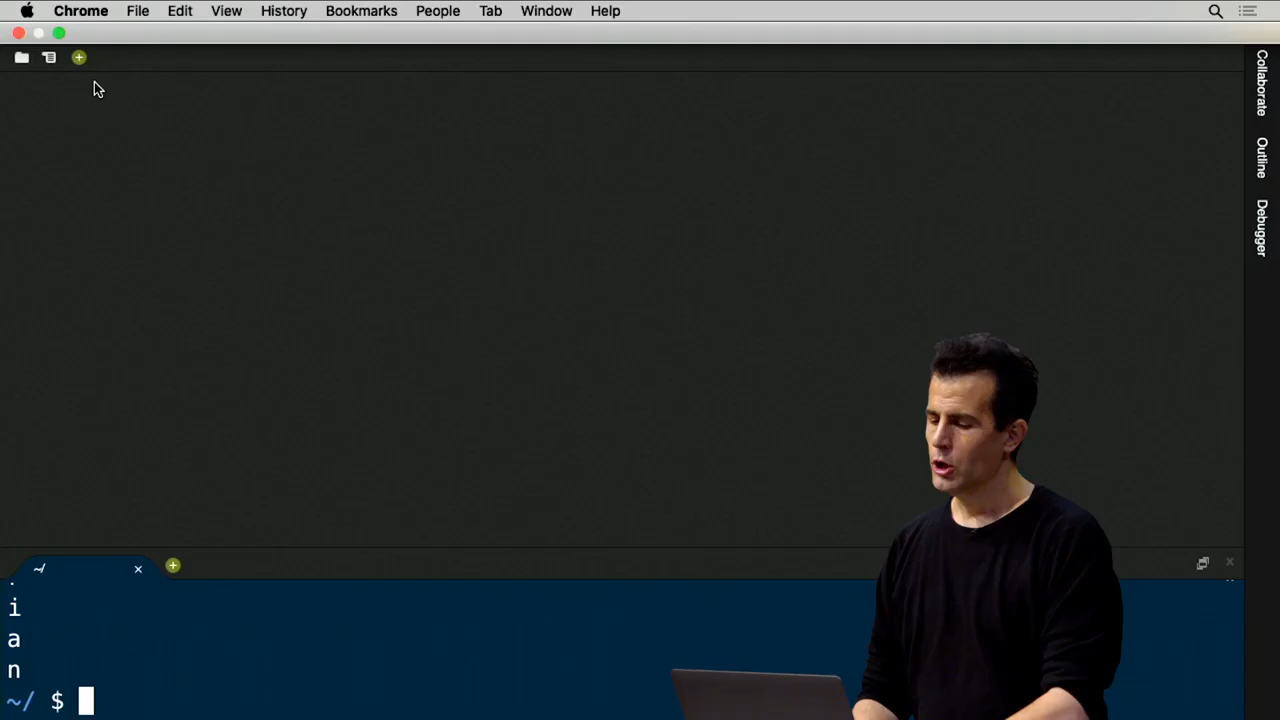 Chrome File Edit View History Bookmarks People Tab Window Help
Collaborate
Outline
Debugger
~/
i
a
n
~/ $